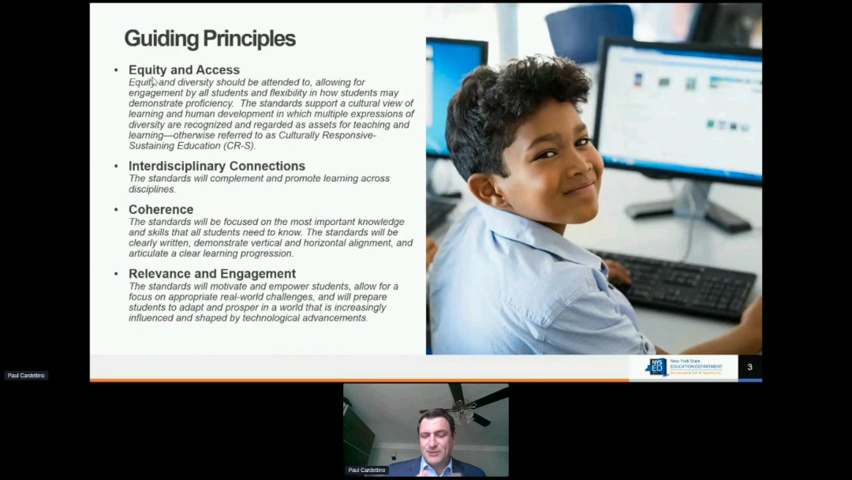 Guiding Principles
• Equity and Access
Equity and diversity should be attended to, allowing for
engagement by all students and flexibility in how students may
demonstrate proficiency. The standards support a cultural view of
learning and human development in which multiple expressions of
diversity are recognized and regarded as assets for teaching and
learning—otherwise referred to as Culturally Responsive-
Sustaining Education (CR-S).
• Interdisciplinary Connections
The standards will complement and promote learning across
disciplines.
• Coherence
The standards will be focused on the most important knowledge
and skills that all students need to know. The standards will be
clearly written, demonstrate vertical and horizontal alignment, and
articulate a clear learning progression.
• Relevance and Engagement
The standards will motivate and empower students, allow for a
focus on appropriate real-world challenges, and will prepare
students to adapt and prosper in a world that is increasingly
influenced and shaped by technological advancements.
NYS
ED
New York State
EDUCATION DEPARTMENT
3
Paul Cardettino
Paul Cardettino